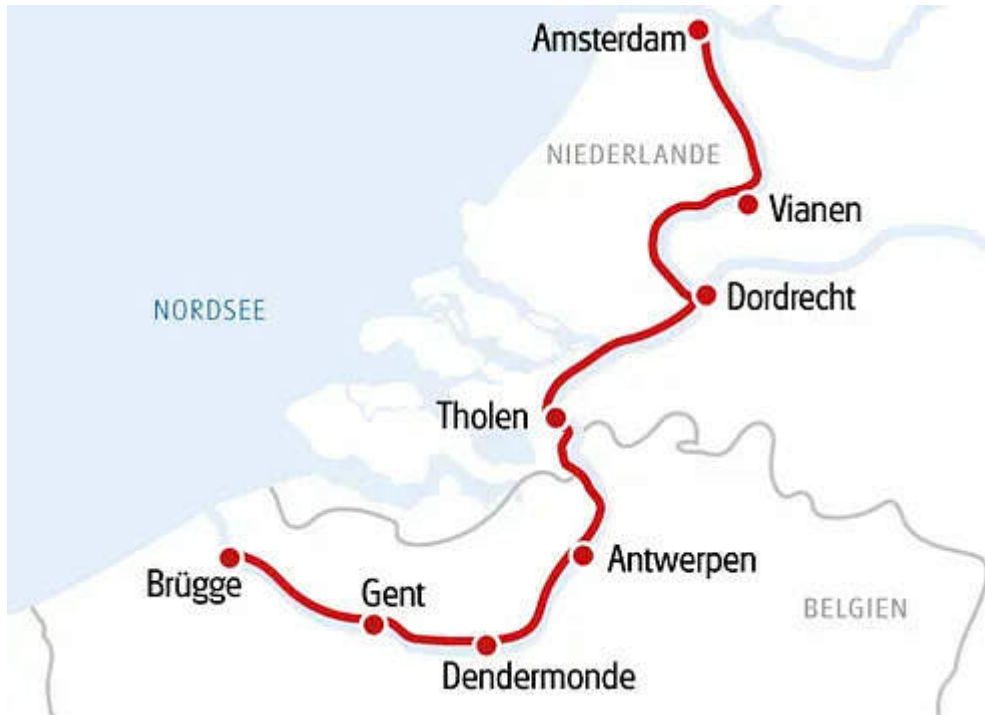 Amsterdam
NIEDERLANDE
Vianen
Dordrecht
NORDSEE
Tholen
Antwerpen
Brügge
Gent
BELGIEN
Dendermonde